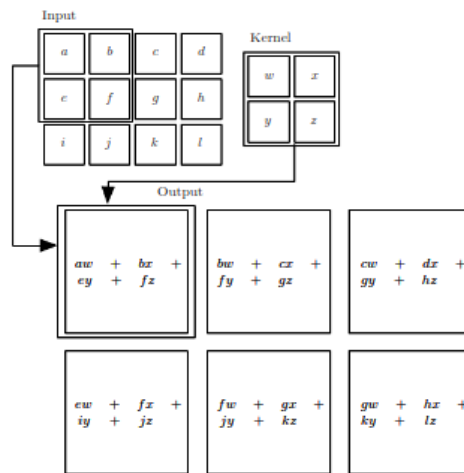 Input
Kernel
a b c d
w x
e f g h
y z
i j k l
Output
aw + bx + bw + cx + cw + dx +
ey + fz fy + gz gy + hz
ew + fx + fw + gx + gw + hx +
iy + jz jy + kz ky + lz